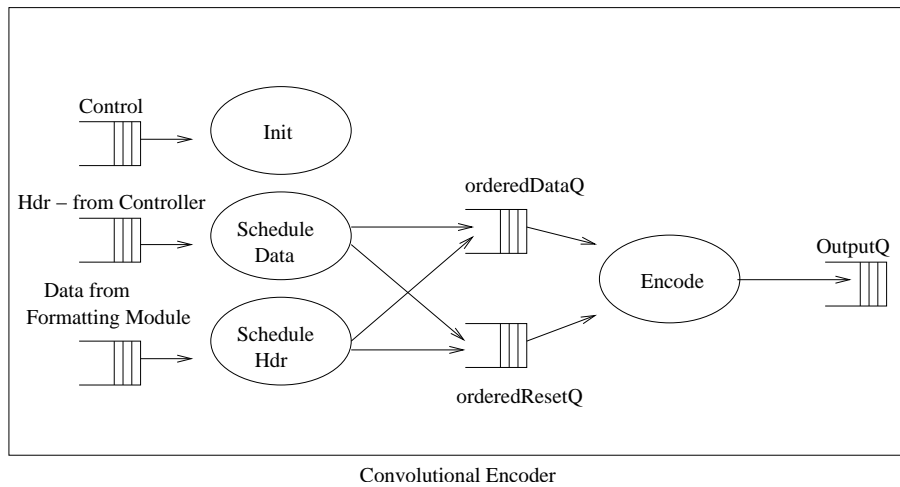 Control
Init
Hdr – from Controller
Schedule
Data
orderedDataQ
Encode
OutputQ
Data from
Formatting Module
Schedule
Hdr
orderedResetQ
Convolutional Encoder